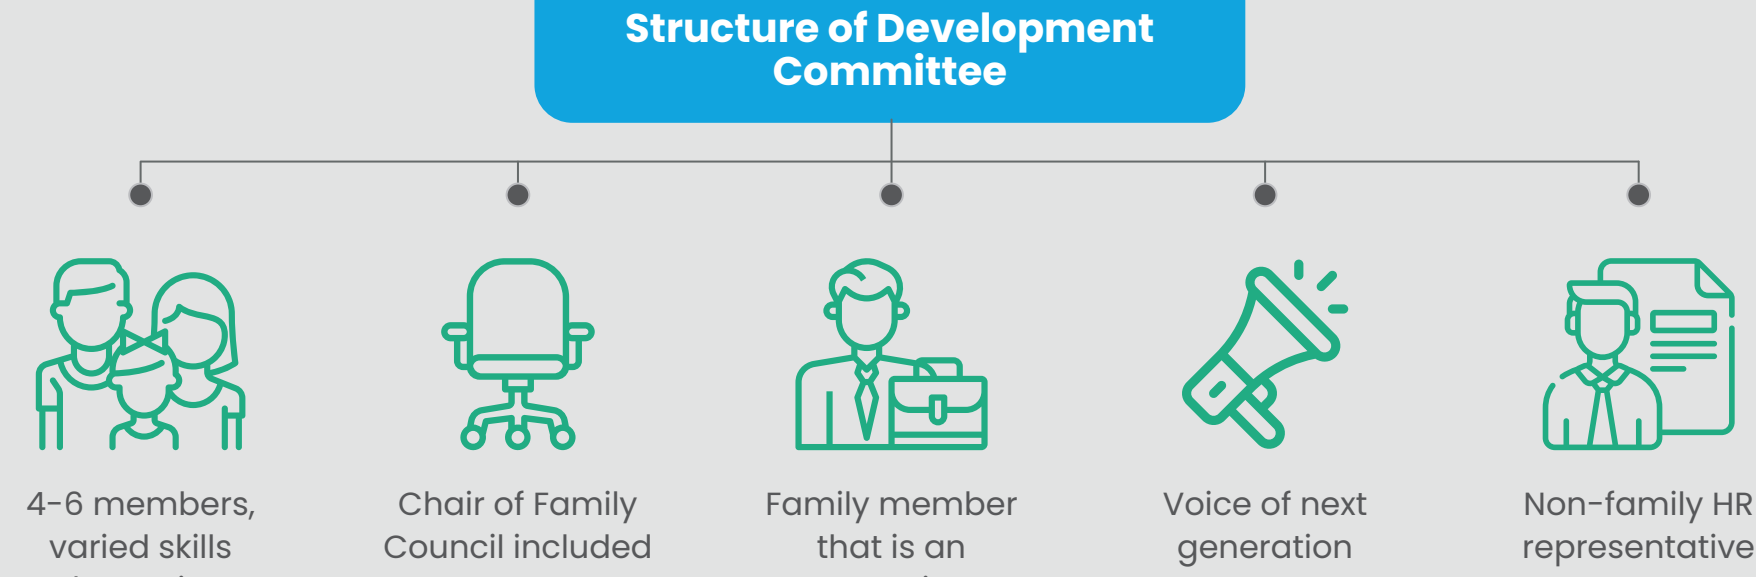 Structure of Development
Committee
4-6 members,
varied skills
Chair of Family
Council included
Family member
that is an
Voice of next
generation
Non-family HR
representative